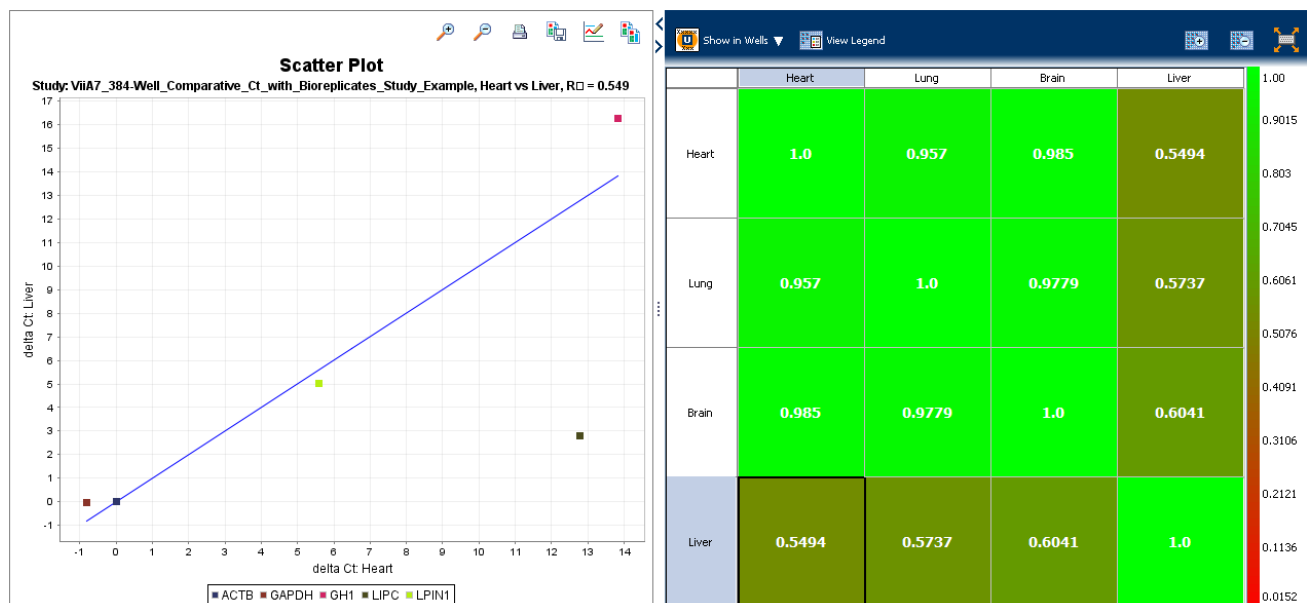 Scatter Plot
Study: ViiA7_384-Well_Comparative_Ct_with_Bioreplicates_Study_Example, Heart vs Liver, R□ = 0.549
17
16
15
14
13
12
11
10
9
8
7
6
5
4
3
2
1
0
-1
delta Ct: Liver
-1 0 1 2 3 4 5 6 7 8 9 10 11 12 13 14
delta Ct: Heart
ACTB GAPDH GH1 LIPC LPIN1
U Show in Wells ▼ View Legend
Heart Lung Brain Liver
Heart 1.0 0.957 0.985 0.5494
Lung 0.957 1.0 0.9779 0.5737
Brain 0.985 0.9779 1.0 0.6041
Liver 0.5494 0.5737 0.6041 1.0
1.00
0.9015
0.803
0.7045
0.6061
0.5076
0.4091
0.3106
0.2121
0.1136
0.0152